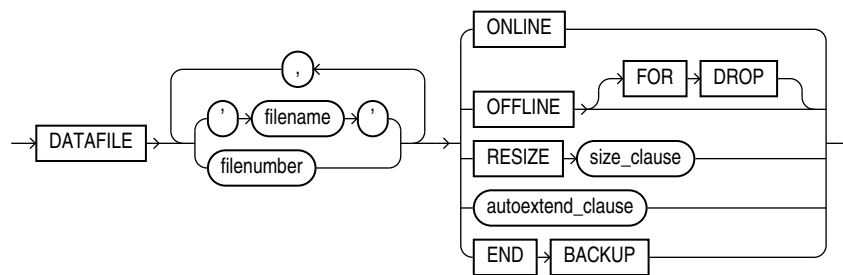 ONLINE
,
FOR DROP
' filename '
DATAFILE
OFFLINE
filenumber
RESIZE size_clause
autoextend_clause
END BACKUP